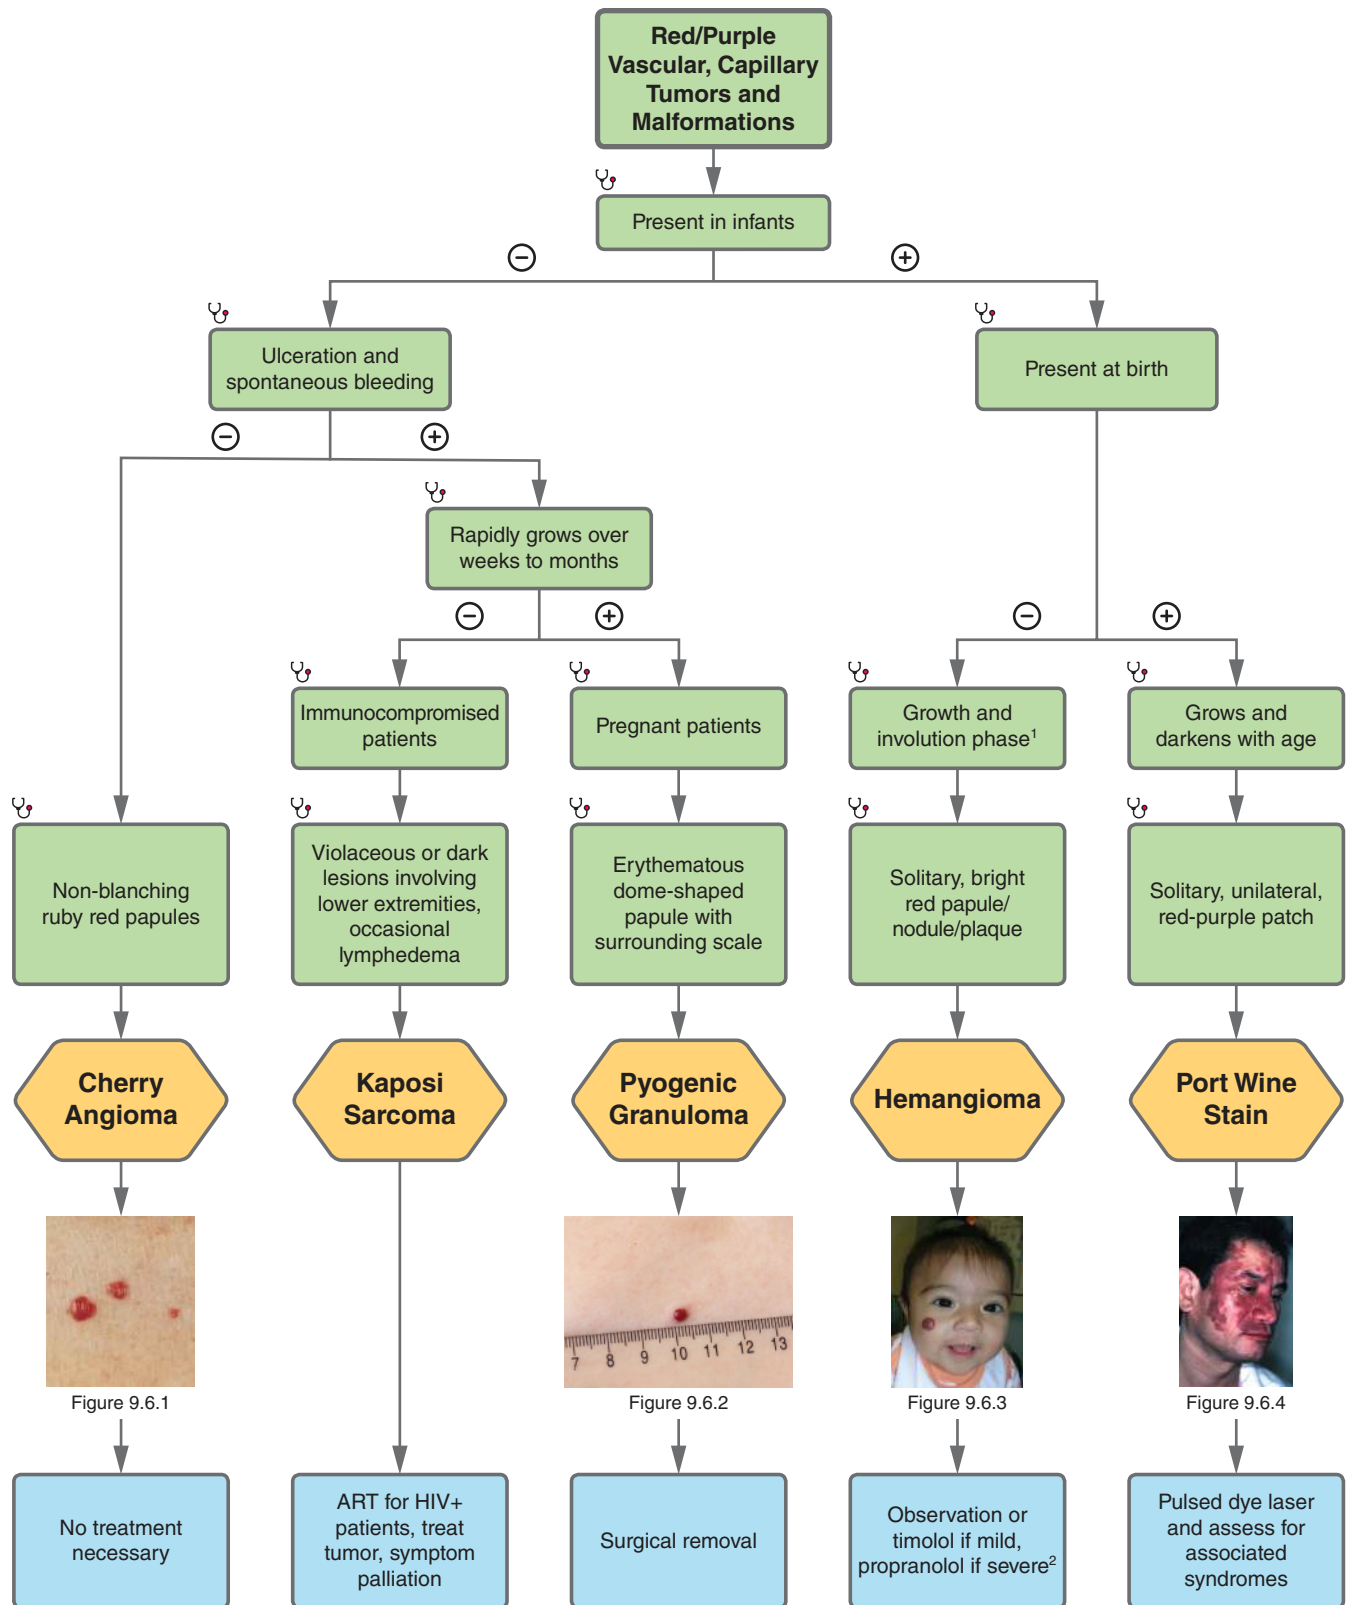 Red/Purple
Vascular, Capillary
Tumors and
Malformations
Present in infants
−
+
Ulceration and
spontaneous bleeding
Present at birth
−
+
Rapidly grows over
weeks to months
−
+
−
+
Immunocompromised
patients
Pregnant patients
Growth and
involution phase¹
Grows and
darkens with age
Non-blanching
ruby red papules
Violaceous or dark
lesions involving
lower extremities,
occasional
lymphedema
Erythematous
dome-shaped
papule with
surrounding scale
Solitary, bright
red papule/
nodule/plaque
Solitary, unilateral,
red-purple patch
Cherry
Angioma
Kaposi
Sarcoma
Pyogenic
Granuloma
Hemangioma
Port Wine
Stain
7 8 9 10 11 12 13
Figure 9.6.1
Figure 9.6.2
Figure 9.6.3
Figure 9.6.4
No treatment
necessary
ART for HIV+
patients, treat
tumor, symptom
palliation
Surgical removal
Observation or
timolol if mild,
propranolol if severe²
Pulsed dye laser
and assess for
associated
syndromes